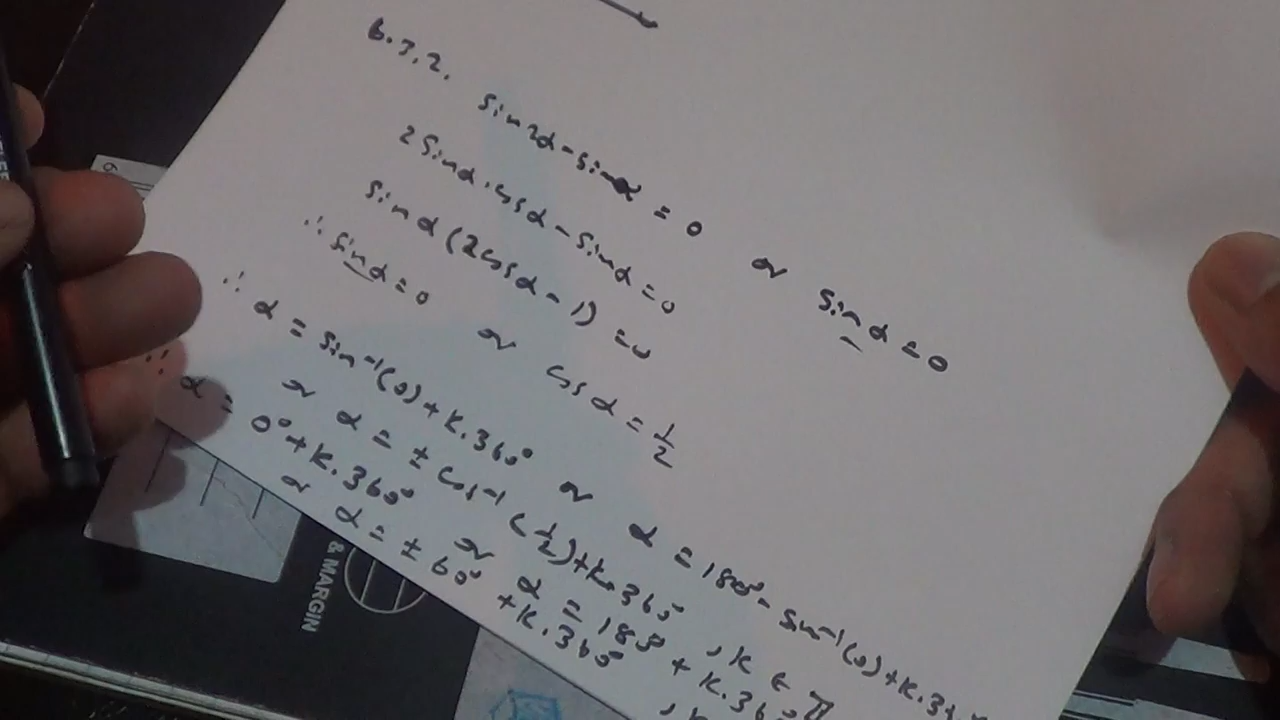 6.3.2.
sin2α - sinα = 0 or sinα = 0
2sinα.cosα - sinα = 0
sinα(2cosα - 1) = 0
∴ sinα = 0 or cosα = 1/2
∴ α = sin⁻¹(0) + k.360° or α = 180° - sin⁻¹(0) + k.3
or α = ± cos⁻¹(1/2) + k.360°, k ∈ Z
∴ α = 0° + k.360° or α = 180° + k.360
or α = ± 60° + k.360°, k
& MARGIN
6